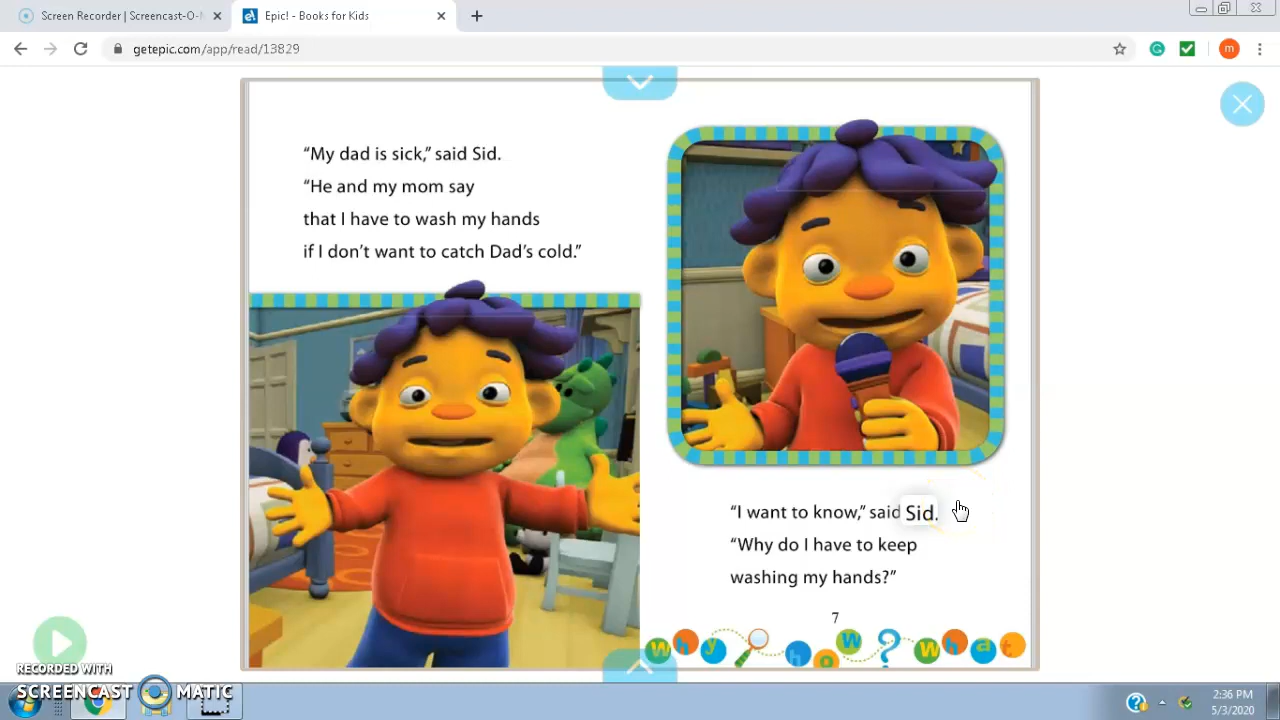 Screen Recorder | Screencast-O-
Epic! - Books for Kids
getepic.com/app/read/13829
m
“My dad is sick,” said Sid.
“He and my mom say
that I have to wash my hands
if I don’t want to catch Dad’s cold.”
“I want to know,” said Sid.
“Why do I have to keep
washing my hands?”
7
why how ? what
RECORDED WITH
SCREENCAST MATIC
2:36 PM
5/3/2020